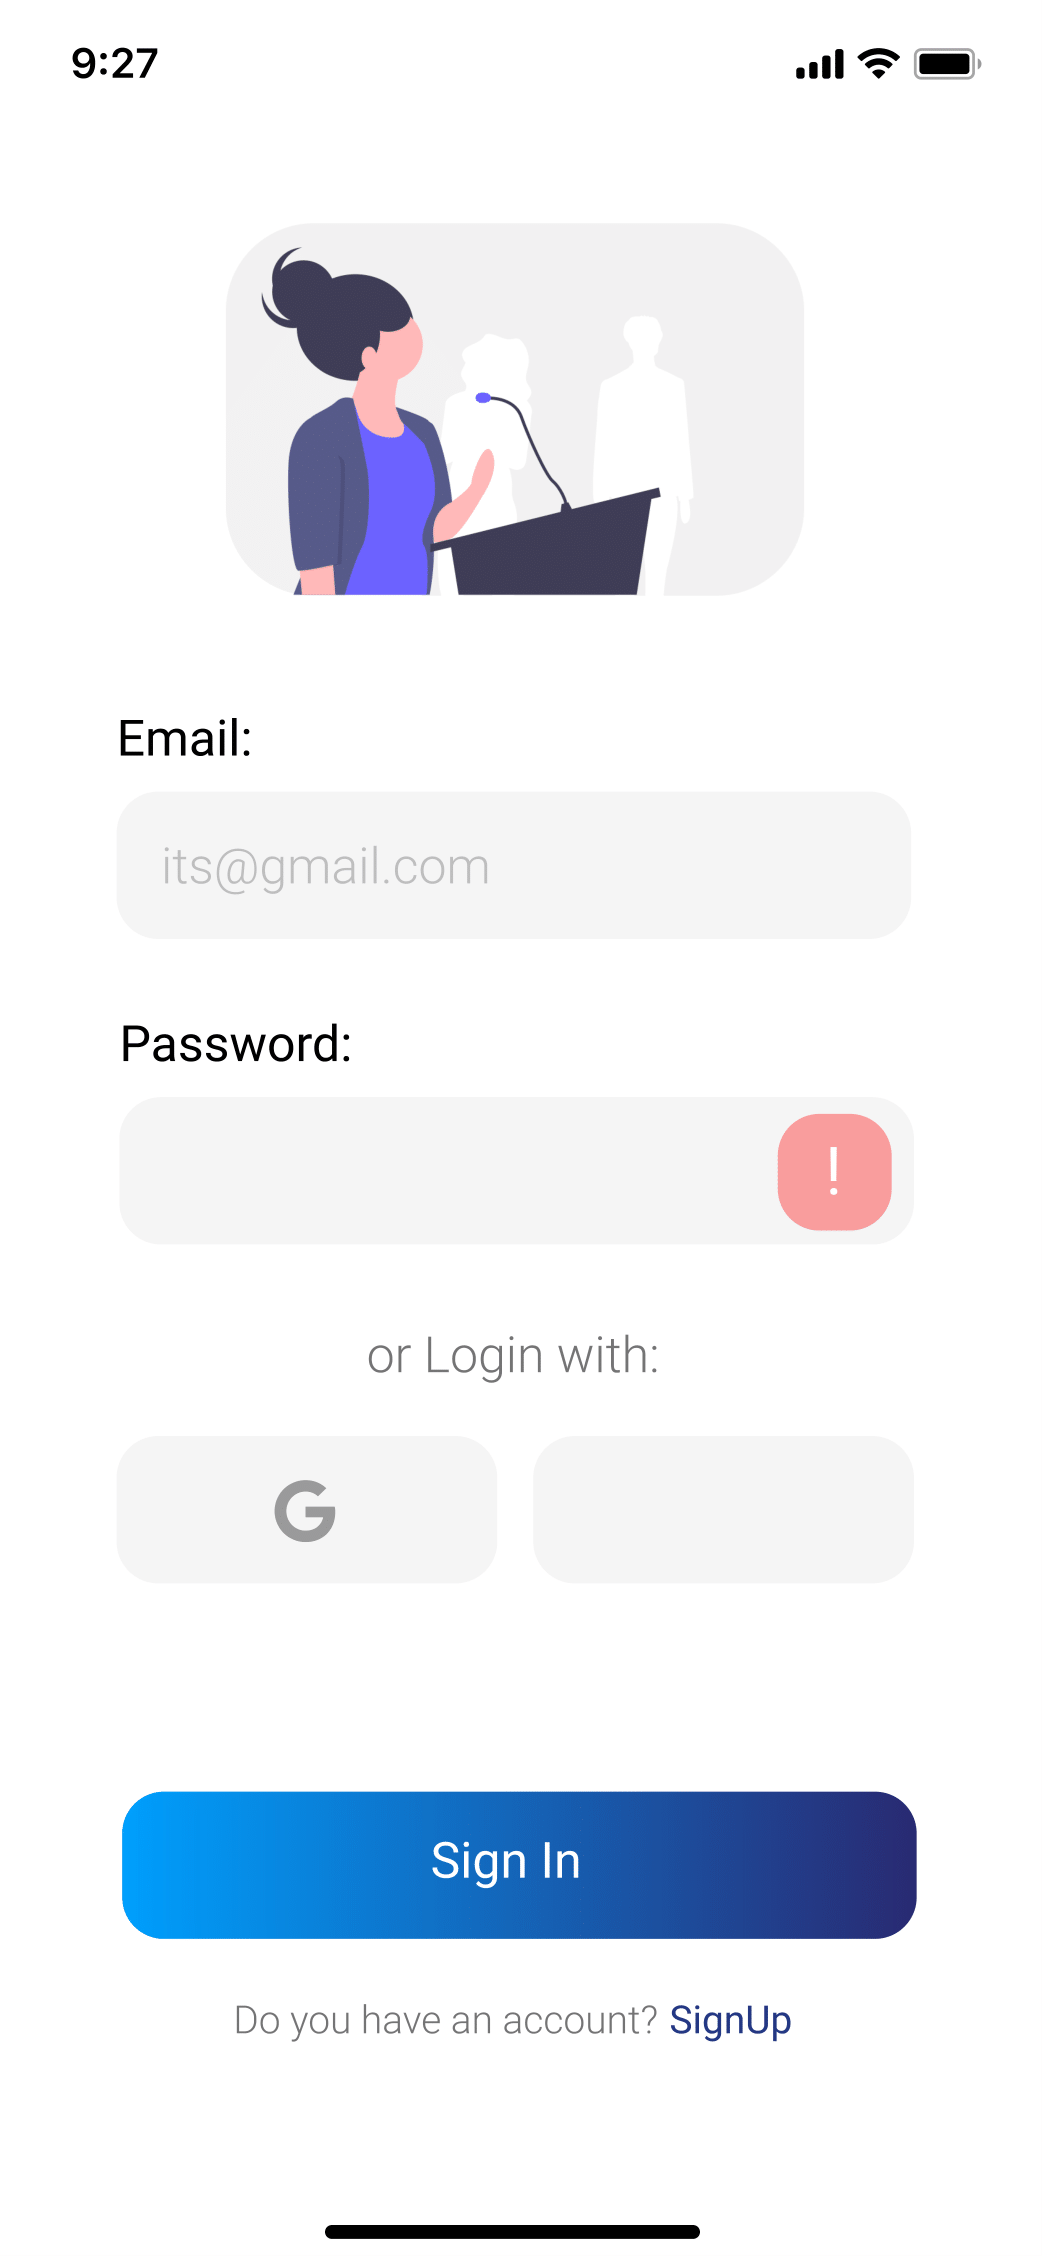 9:27
Email:
its@gmail.com
Password:
!
or Login with:
G
Sign In
Do you have an account? SignUp